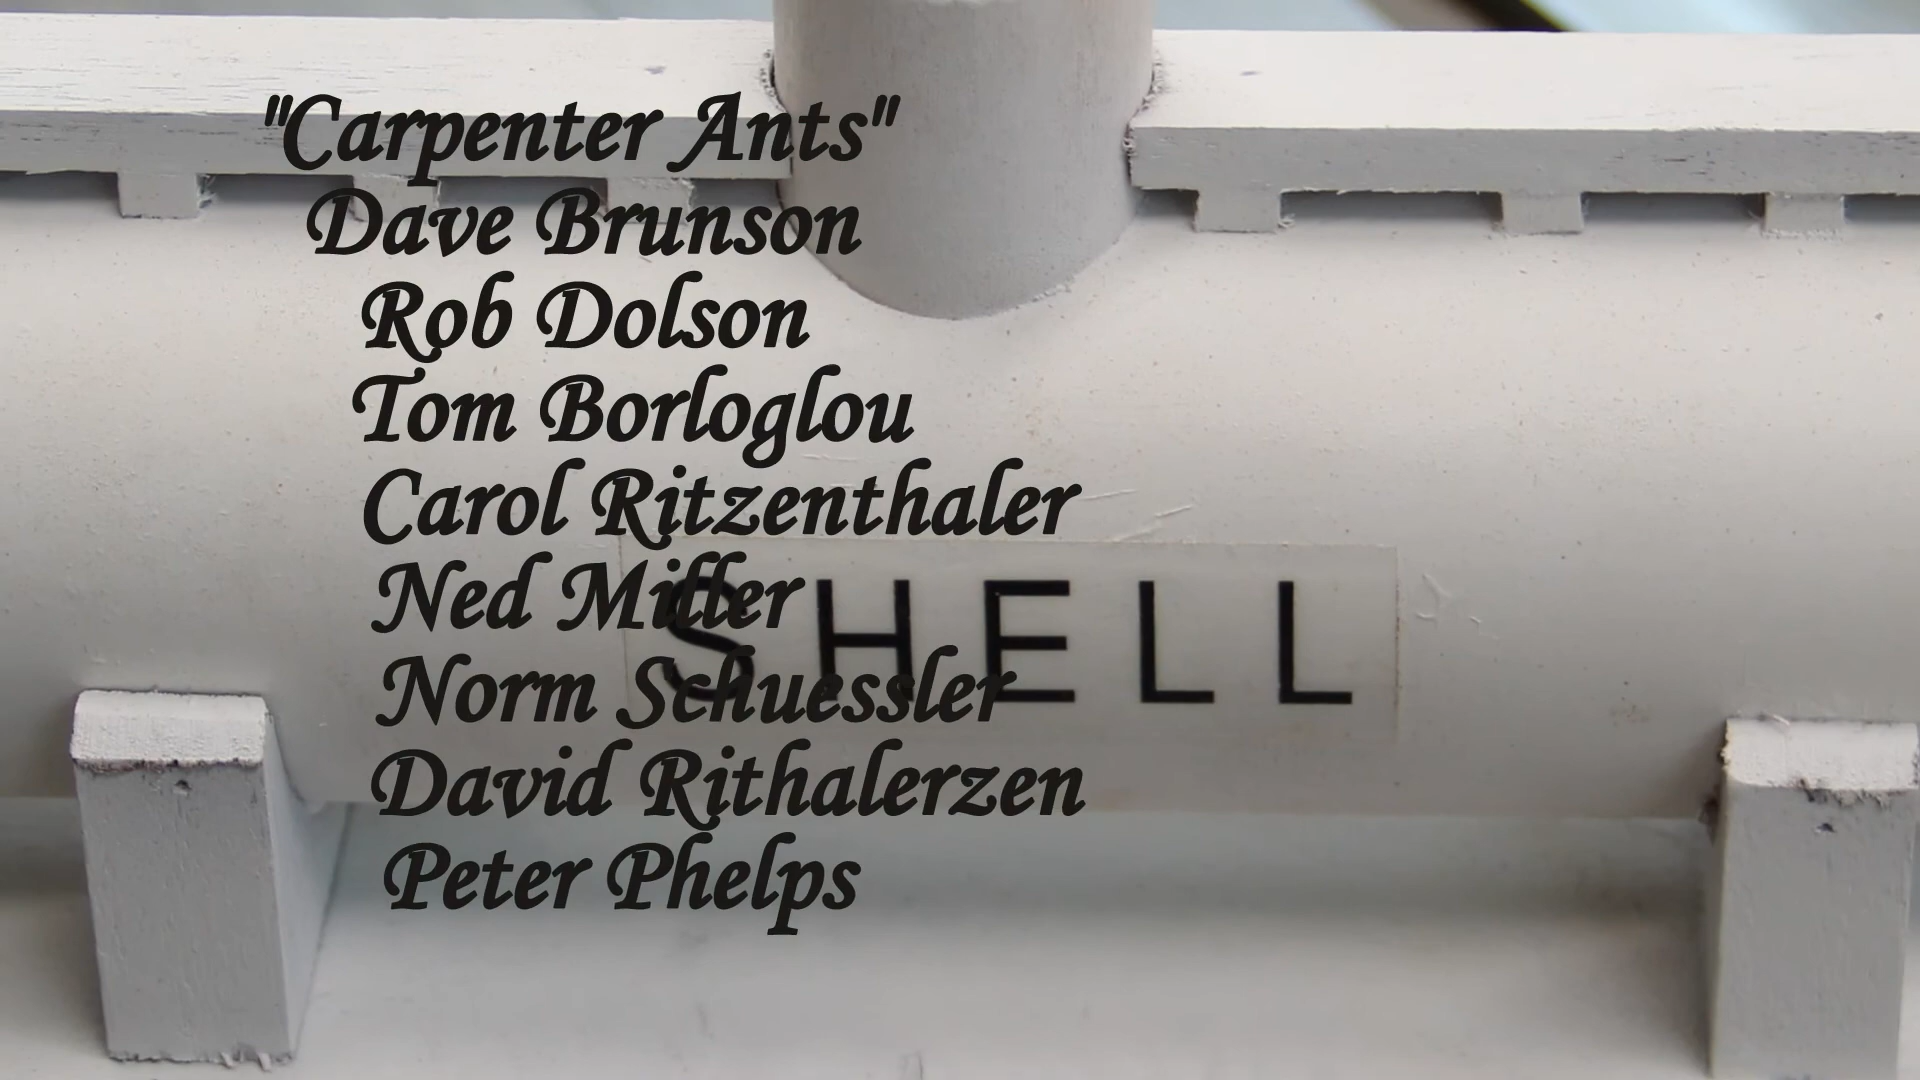 "Carpenter Ants"
Dave Brunson
Rob Dolson
Tom Borloglou
Carol Ritzenthaler
Ned Miller
Norm Schuessler
David Rithalerzen
Peter Phelps
SHELL